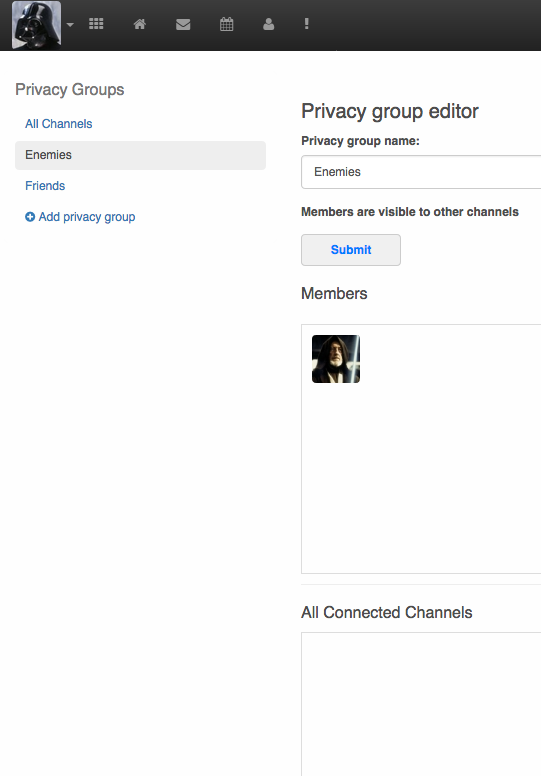 Privacy Groups
All Channels
Enemies
Friends
Add privacy group
Privacy group editor
Privacy group name:
Enemies
Members are visible to other channels
Submit
Members
All Connected Channels